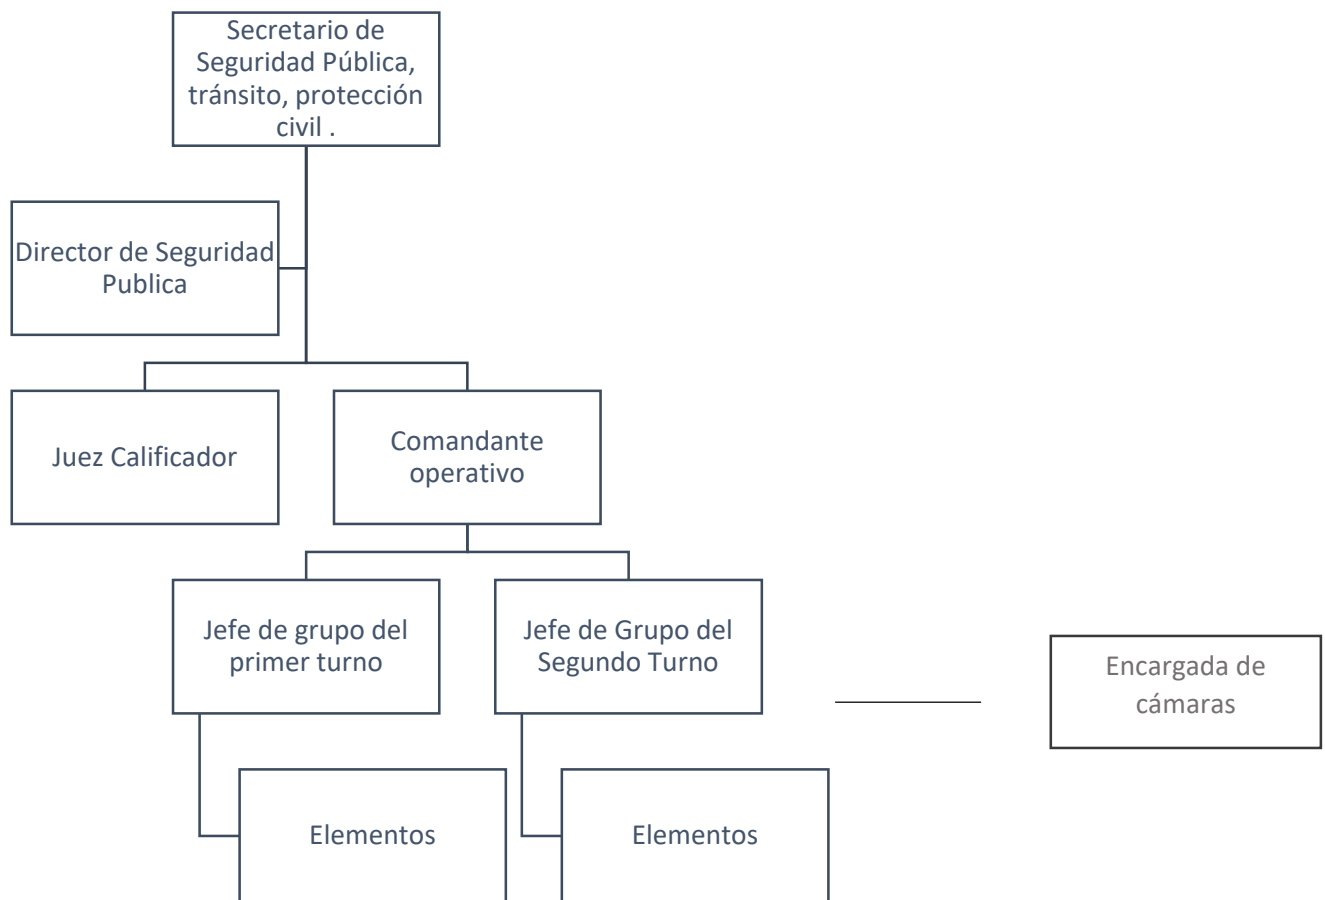 Secretario de
Seguridad Pública,
tránsito, protección
civil .
Director de Seguridad
Publica
Juez Calificador
Comandante
operativo
Jefe de grupo del
primer turno
Jefe de Grupo del
Segundo Turno
Encargada de
cámaras
Elementos
Elementos